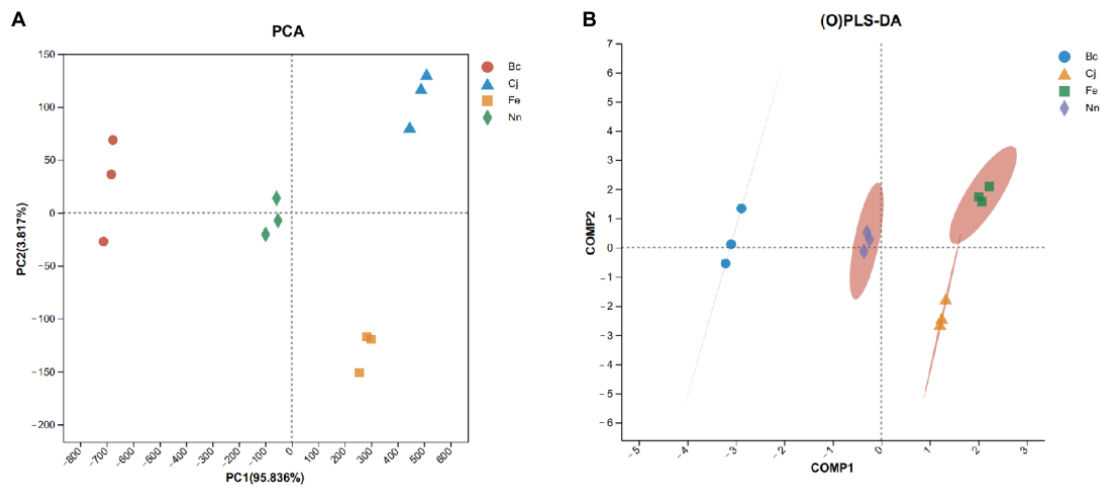 A
PCA
150
100
50
0
−50
−100
−150
−200
PC2(3.817%)
−800
−700
−600
−500
−400
−300
−200
−100
0
100
200
300
400
500
600
PC1(95.836%)
Bc
Cj
Fe
Nn
B
(O)PLS-DA
7
6
5
4
3
2
1
0
−1
−2
−3
−4
−5
−6
COMP2
−5
−4
−3
−2
−1
0
1
2
3
COMP1
Bc
Cj
Fe
Nn